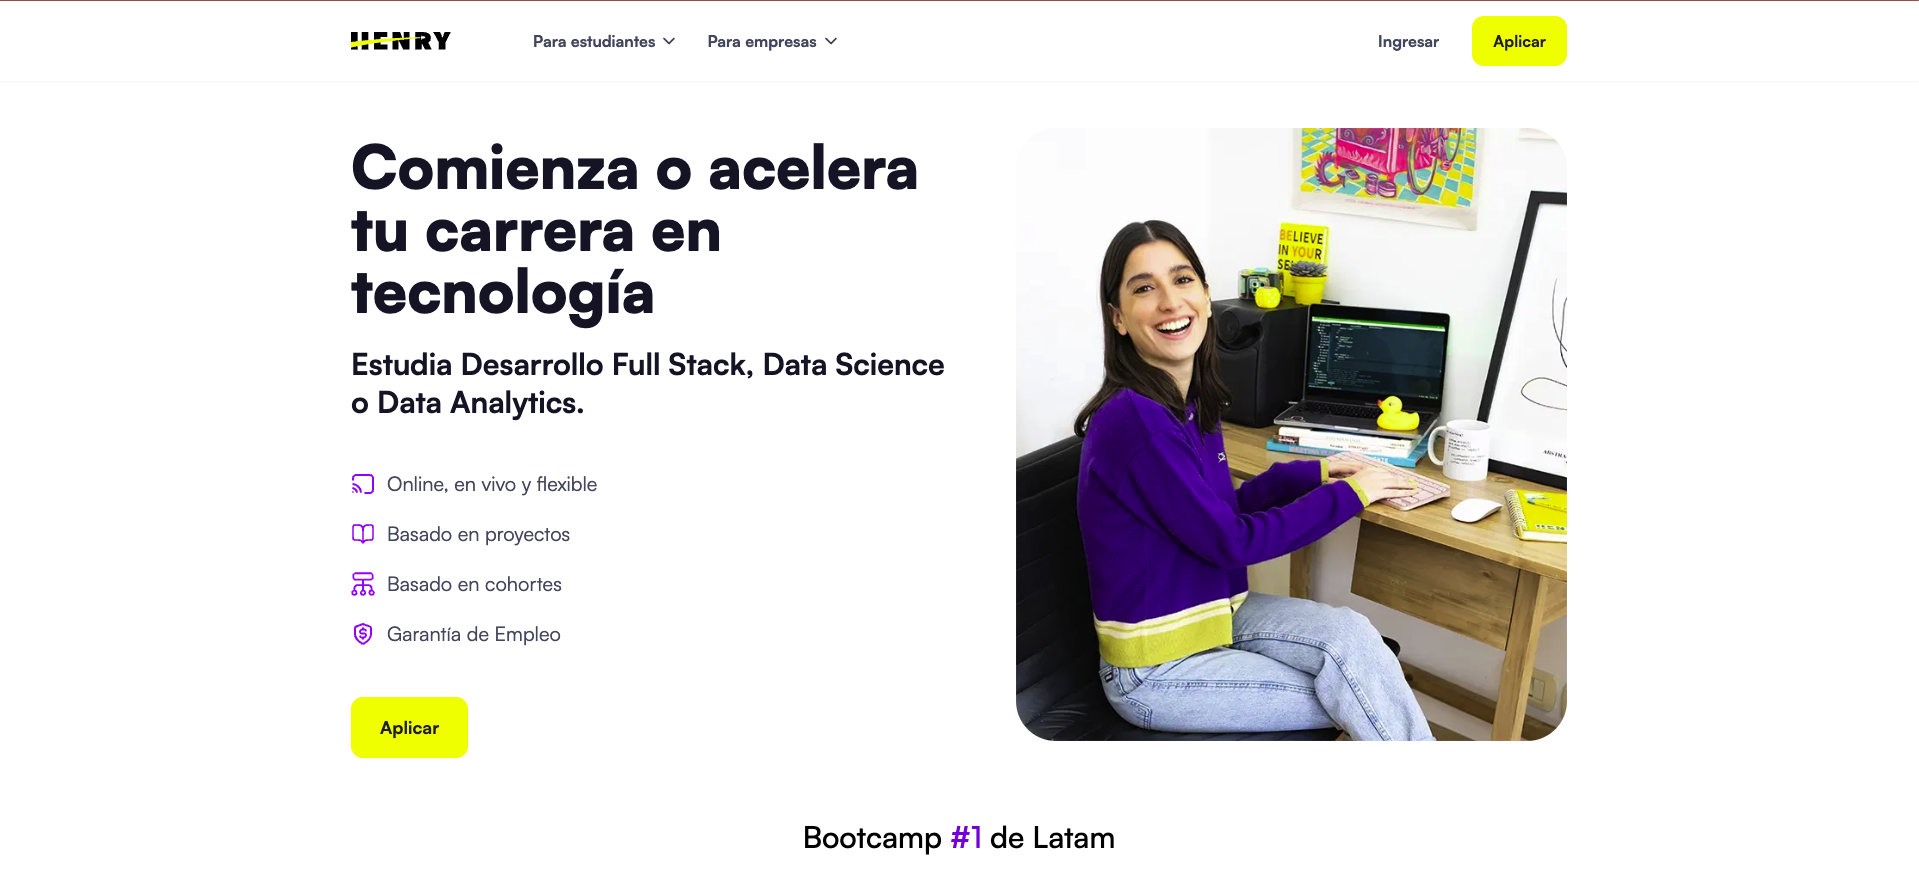 HENRY
Para estudiantes
Para empresas
Ingresar
Aplicar
Comienza o acelera
tu carrera en
tecnología
Estudia Desarrollo Full Stack, Data Science
o Data Analytics.
Online, en vivo y flexible
Basado en proyectos
Basado en cohortes
Garantía de Empleo
Aplicar
BELIEVE
IN YOUR
HENRY
Bootcamp #1 de Latam